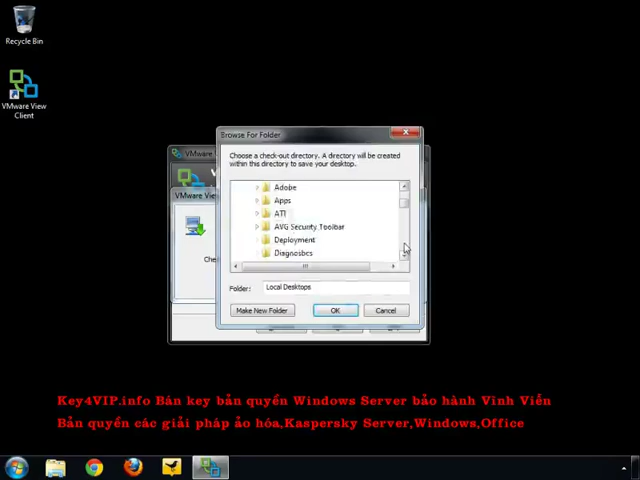 Recycle Bin
VMware View
Client
Browse For Folder
VMware
VMware Vie
Choose a check-out directory. A directory will be created
within this directory to save your desktop.
Adobe
Apps
ATI
AVG Security Toolbar
Deployment
Diagnostics
Folder:
Local Desktops
Make New Folder
OK
Cancel
Key4VIP.info Bán key bản quyền Windows Server bảo hành Vĩnh Viễn
Bản quyền các giải pháp ảo hóa,Kaspersky Server,Windows,Office